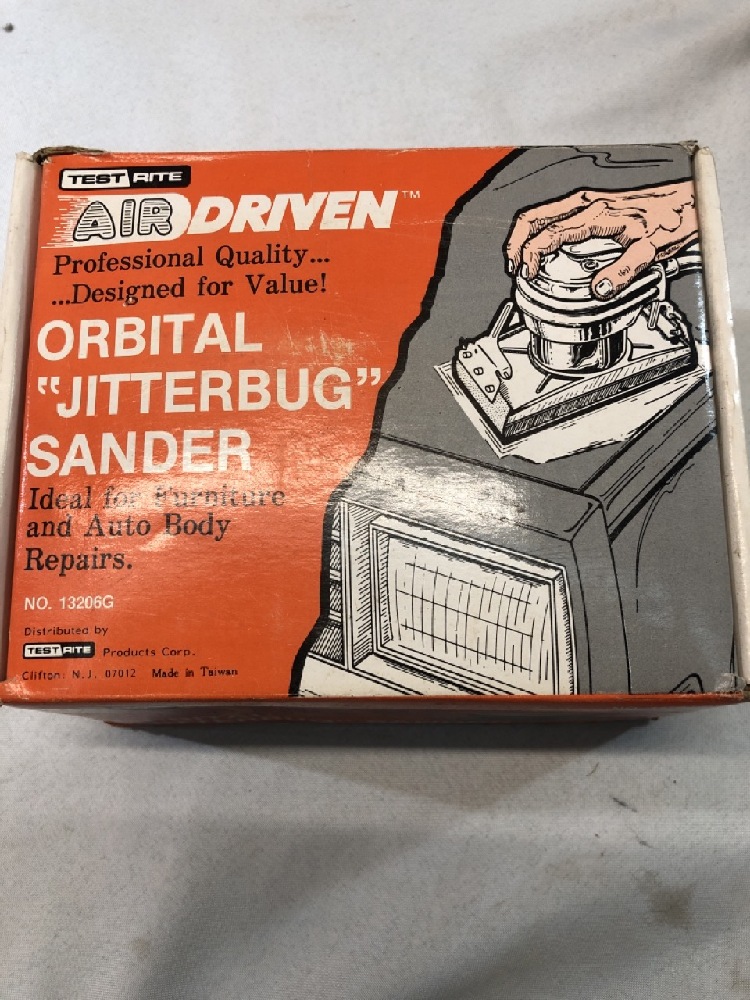 TEST RITE
AIR DRIVEN™
Professional Quality...
...Designed for Value!
ORBITAL
"JITTERBUG"
SANDER
Ideal for Furniture
and Auto Body
Repairs.
NO. 13206G
Distributed by
TEST RITE Products Corp.
Clifton, N.J. 07012 Made in Taiwan